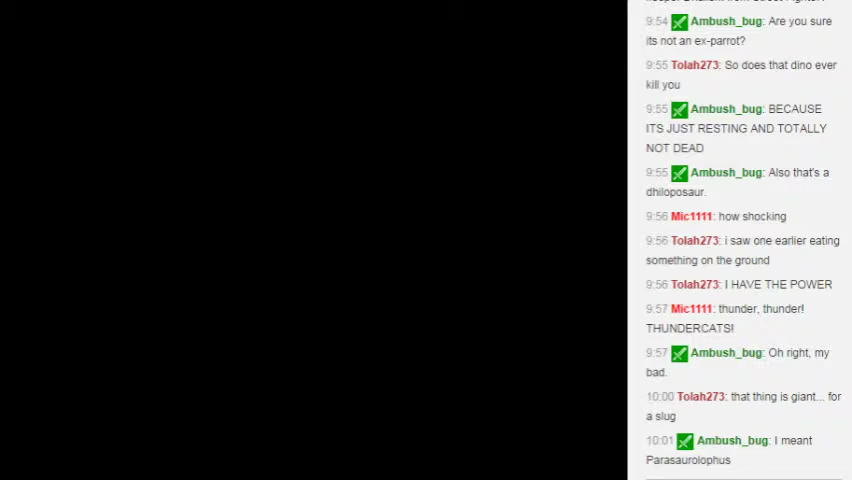 9:54 Ambush_bug: Are you sure
its not an ex-parrot?
9:55 Tolah273: So does that dino ever
kill you
9:55 Ambush_bug: BECAUSE
ITS JUST RESTING AND TOTALLY
NOT DEAD
9:55 Ambush_bug: Also that's a
dhiloposaur.
9:56 Mic1111: how shocking
9:56 Tolah273: i saw one earlier eating
something on the ground
9:56 Tolah273: I HAVE THE POWER
9:57 Mic1111: thunder, thunder!
THUNDERCATS!
9:57 Ambush_bug: Oh right, my
bad.
10:00 Tolah273: that thing is giant... for
a slug
10:01 Ambush_bug: I meant
Parasaurolophus